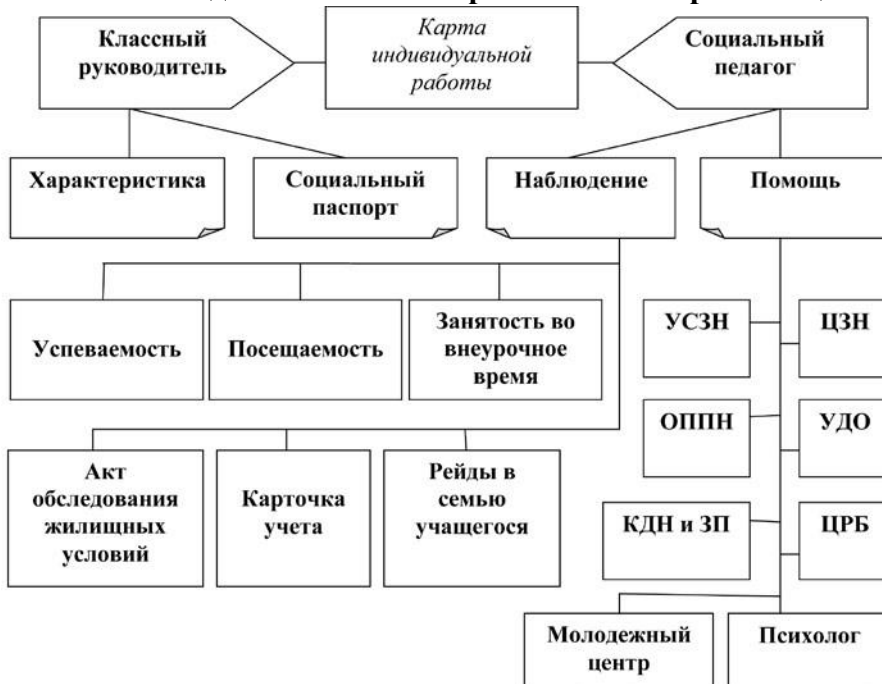 Классный
руководитель
Карта
индивидуальной
работы
Социальный
педагог
Характеристика
Социальный
паспорт
Наблюдение
Помощь
Успеваемость
Посещаемость
Занятость во
внеурочное
время
УСЗН
ЦЗН
ОППН
УДО
Акт
обследования
жилищных
условий
Карточка
учета
Рейды в
семью
учащегося
КДН и ЗП
ЦРБ
Молодежный
центр
Психолог